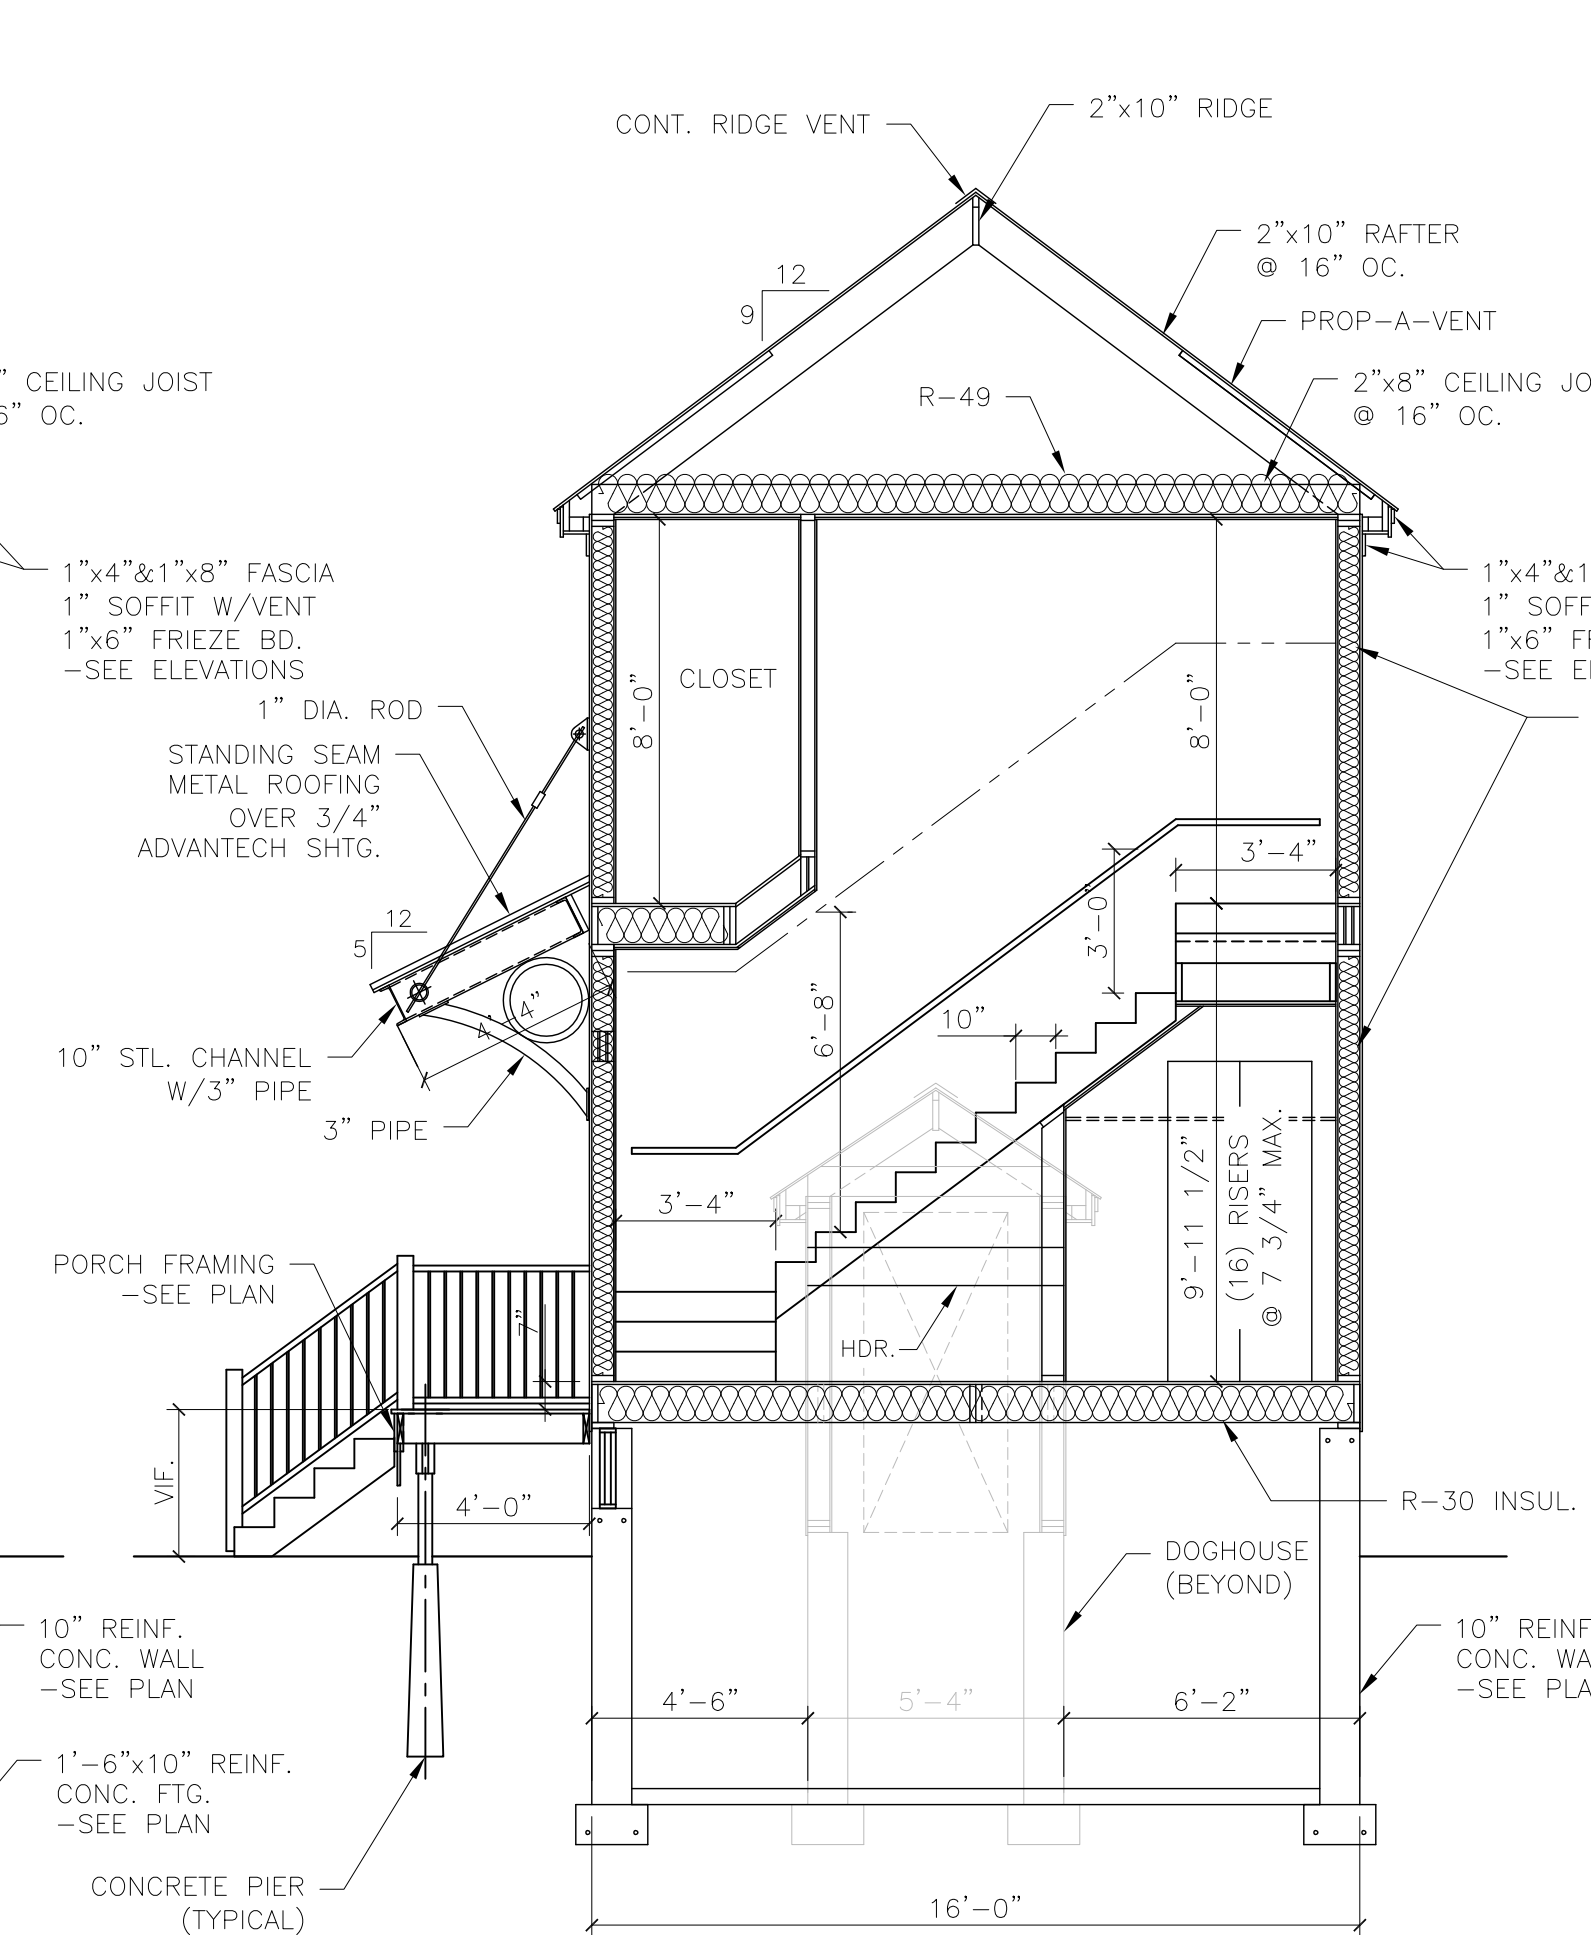 CONT. RIDGE VENT
2"x10" RIDGE
2"x10" RAFTER
@ 16" OC.
12
9
PROP-A-VENT
" CEILING JOIST
6" OC.
R-49
2"x8" CEILING JO
@ 16" OC.
1"x4"&1"x8" FASCIA
1" SOFFIT W/VENT
1"x6" FRIEZE BD.
-SEE ELEVATIONS
1"x4"&1
1" SOFF
1"x6" F
-SEE E
CLOSET
8'-0"
8'-0"
1" DIA. ROD
STANDING SEAM
METAL ROOFING
OVER 3/4"
ADVANTECH SHTG.
3'-4"
12
5
3'-0"
6'-8"
10"
4'-4"
10" STL. CHANNEL
W/3" PIPE
3" PIPE
9'-11 1/2"
(16) RISERS
@ 7 3/4" MAX.
3'-4"
PORCH FRAMING
-SEE PLAN
7"
HDR.
VIF.
4'-0"
R-30 INSUL.
DOGHOUSE
(BEYOND)
10" REINF.
CONC. WALL
-SEE PLAN
10" REINF
CONC. WA
-SEE PLA
4'-6"
5'-4"
6'-2"
1'-6"x10" REINF.
CONC. FTG.
-SEE PLAN
CONCRETE PIER
(TYPICAL)
16'-0"